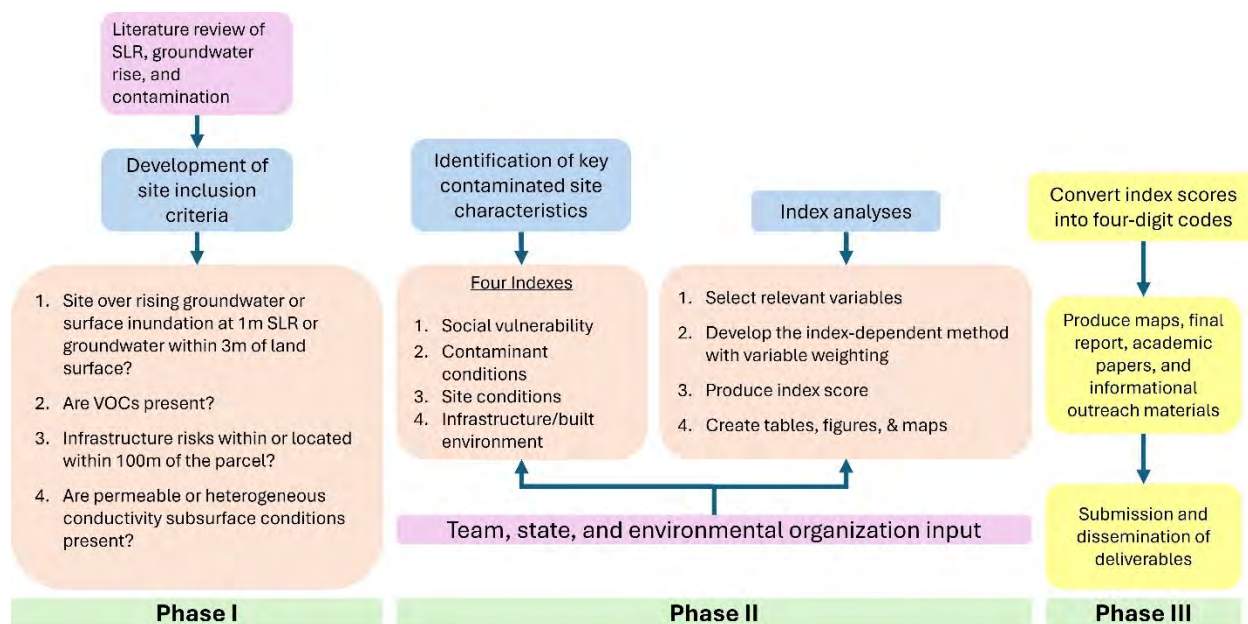 Literature review of
SLR, groundwater
rise, and
contamination
Development of
site inclusion
criteria
1. Site over rising groundwater or
surface inundation at 1m SLR or
groundwater within 3m of land
surface?
2. Are VOCs present?
3. Infrastructure risks within or located
within 100m of the parcel?
4. Are permeable or heterogeneous
conductivity subsurface conditions
present?
Phase I
Identification of key
contaminated site
characteristics
Four Indexes
1. Social vulnerability
2. Contaminant
conditions
3. Site conditions
4. Infrastructure/built
environment
Index analyses
1. Select relevant variables
2. Develop the index-dependent method
with variable weighting
3. Produce index score
4. Create tables, figures, & maps
Team, state, and environmental organization input
Phase II
Convert index scores
into four-digit codes
Produce maps, final
report, academic
papers, and
informational
outreach materials
Submission and
dissemination of
deliverables
Phase III